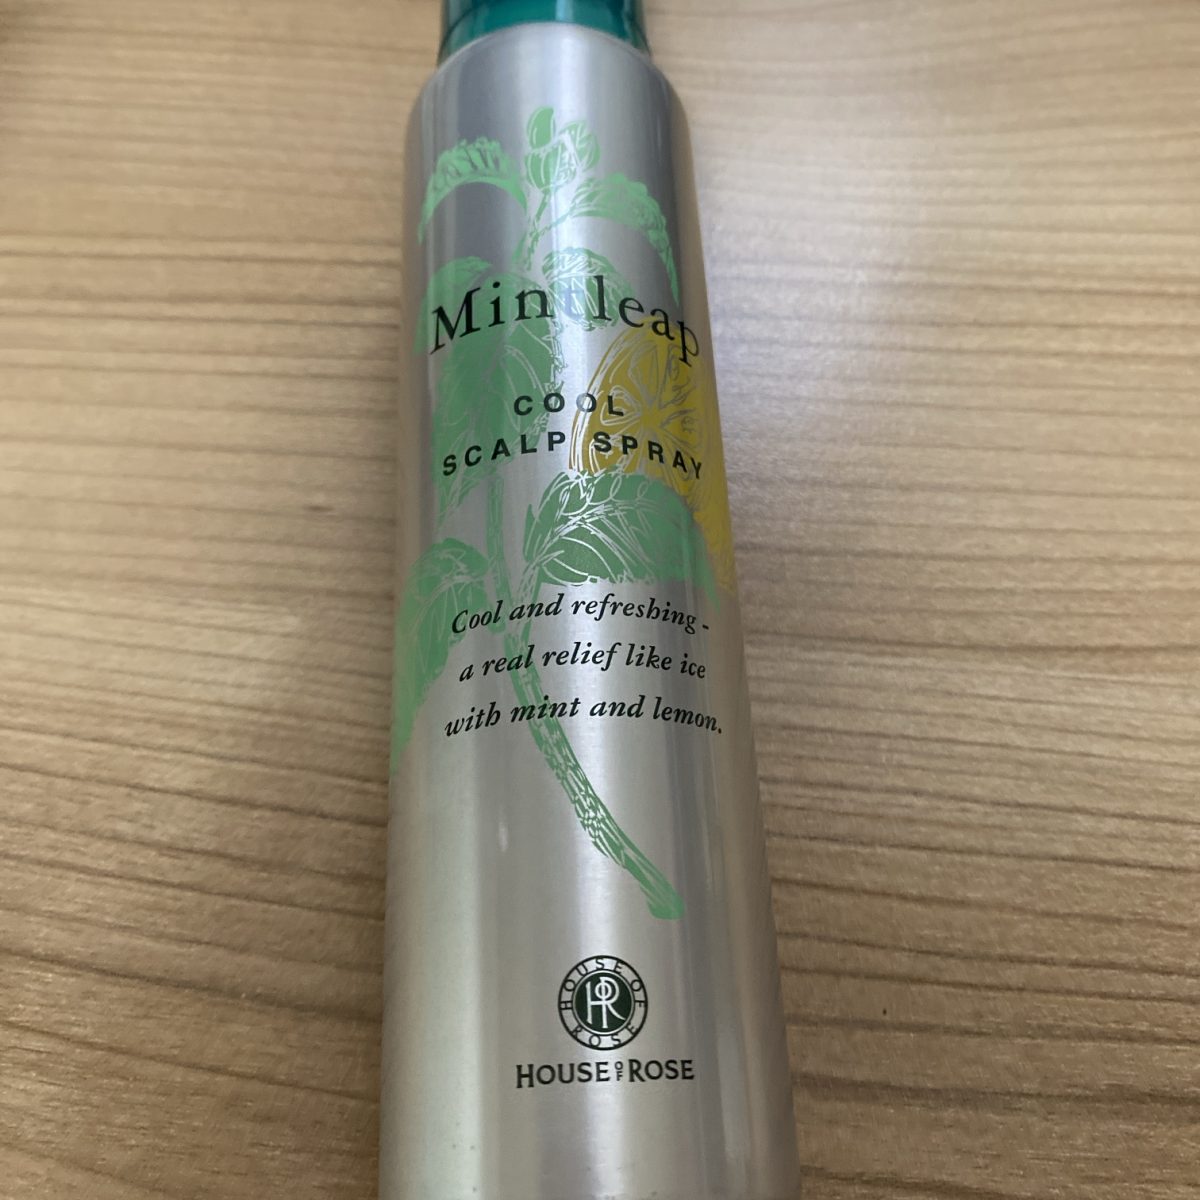 Mintleap
COOL
SCALP SPRAY
Cool and refreshing -
a real relief like ice
with mint and lemon.
HOUSE OF ROSE
HR
HOUSE OF ROSE